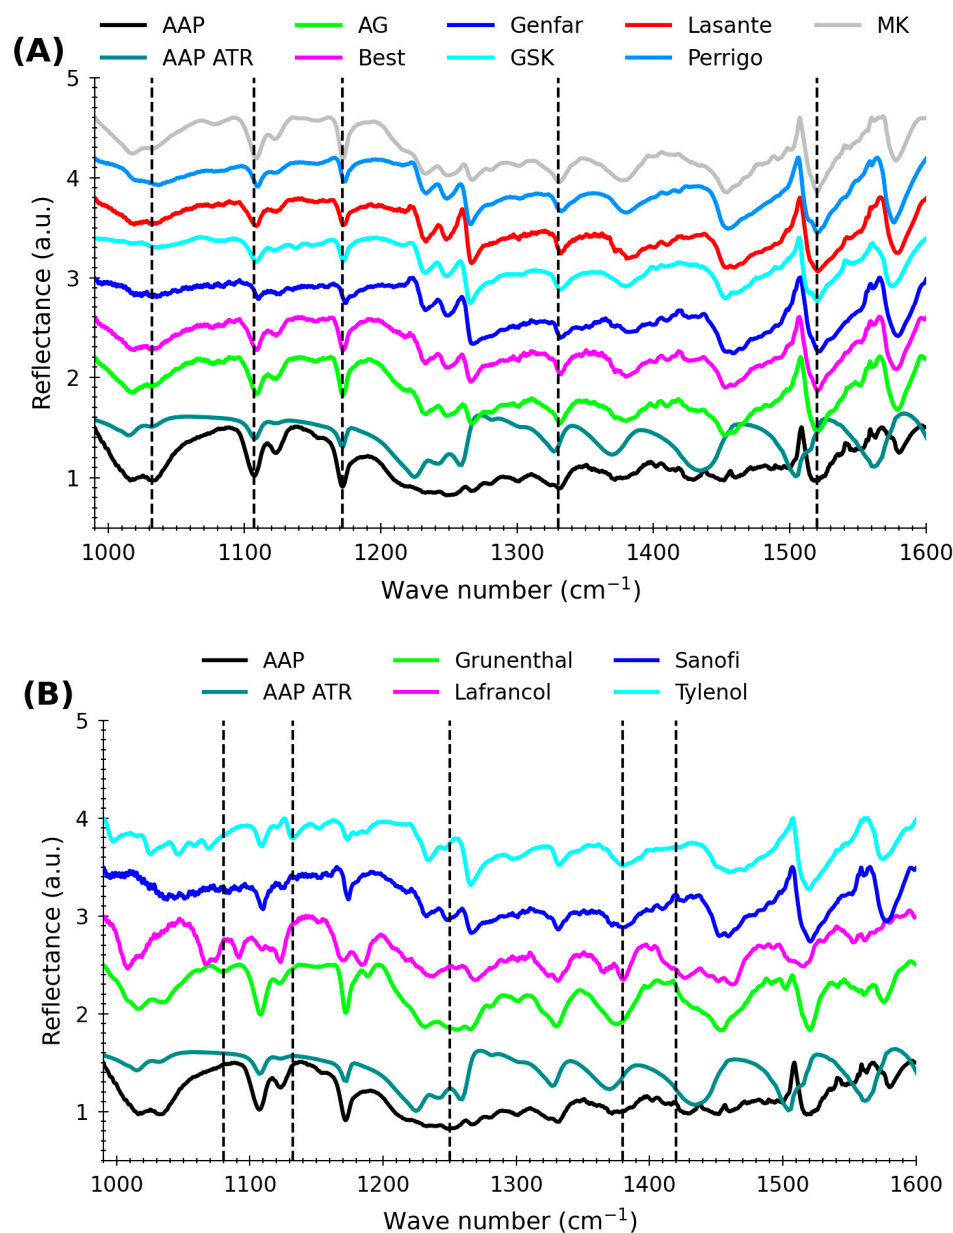 (A)
AAP AG Genfar Lasante MK
AAP ATR Best GSK Perrigo
5
4
3
2
1
Reflectance (a.u.)
1000 1100 1200 1300 1400 1500 1600
Wave number (cm⁻¹)
(B)
AAP Grunenthal Sanofi
AAP ATR Lafrancol Tylenol
5
4
3
2
1
Reflectance (a.u.)
1000 1100 1200 1300 1400 1500 1600
Wave number (cm⁻¹)